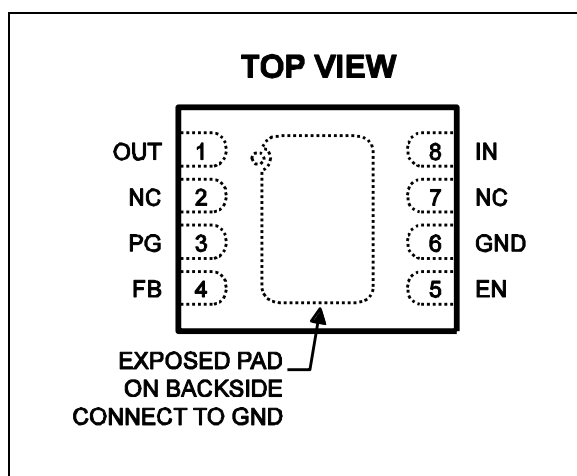 TOP VIEW
OUT 1 8 IN
NC 2 7 NC
PG 3 6 GND
FB 4 5 EN
EXPOSED PAD
ON BACKSIDE
CONNECT TO GND